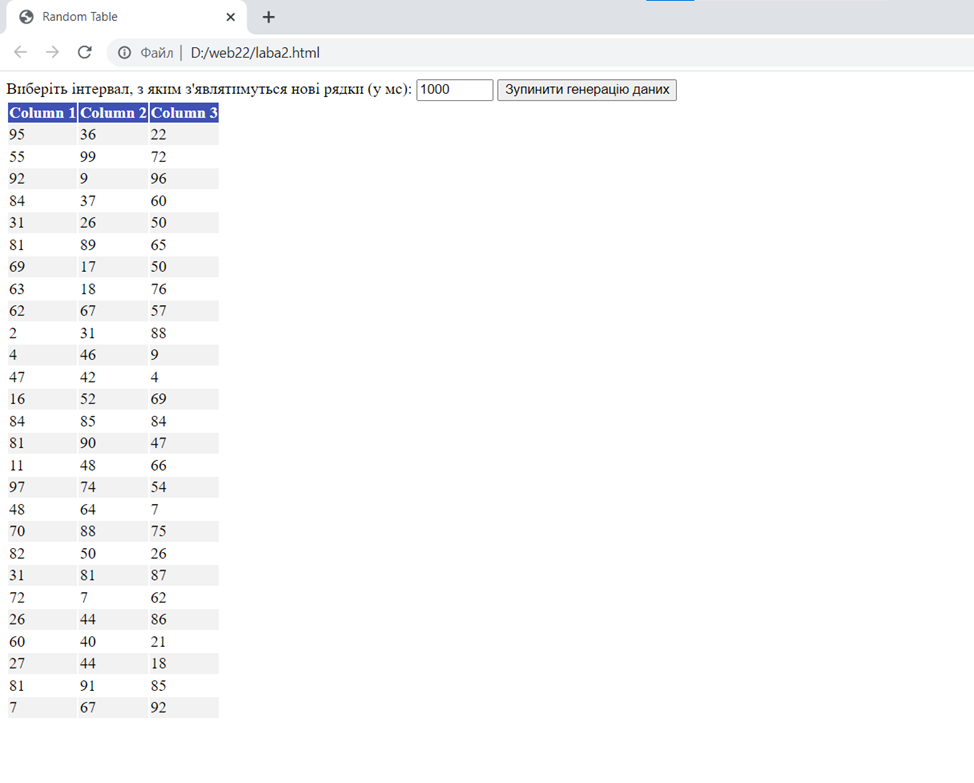 Random Table
Файл | D:/web22/laba2.html
Виберіть інтервал, з яким з'являтимуться нові рядки (у мс): 1000 Зупинити генерацію даних
Column 1 Column 2 Column 3
95 36 22
55 99 72
92 9 96
84 37 60
31 26 50
81 89 65
69 17 50
63 18 76
62 67 57
2 31 88
4 46 9
47 42 4
16 52 69
84 85 84
81 90 47
11 48 66
97 74 54
48 64 7
70 88 75
82 50 26
31 81 87
72 7 62
26 44 86
60 40 21
27 44 18
81 91 85
7 67 92